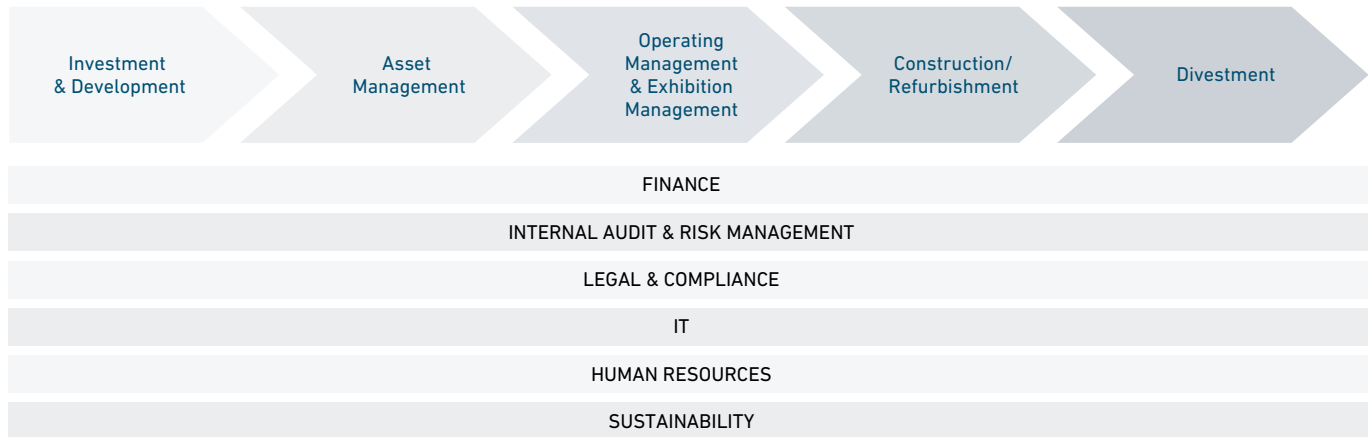 Investment
& Development
Asset
Management
Operating
Management
& Exhibition
Management
Construction/
Refurbishment
Divestment
FINANCE
INTERNAL AUDIT & RISK MANAGEMENT
LEGAL & COMPLIANCE
IT
HUMAN RESOURCES
SUSTAINABILITY